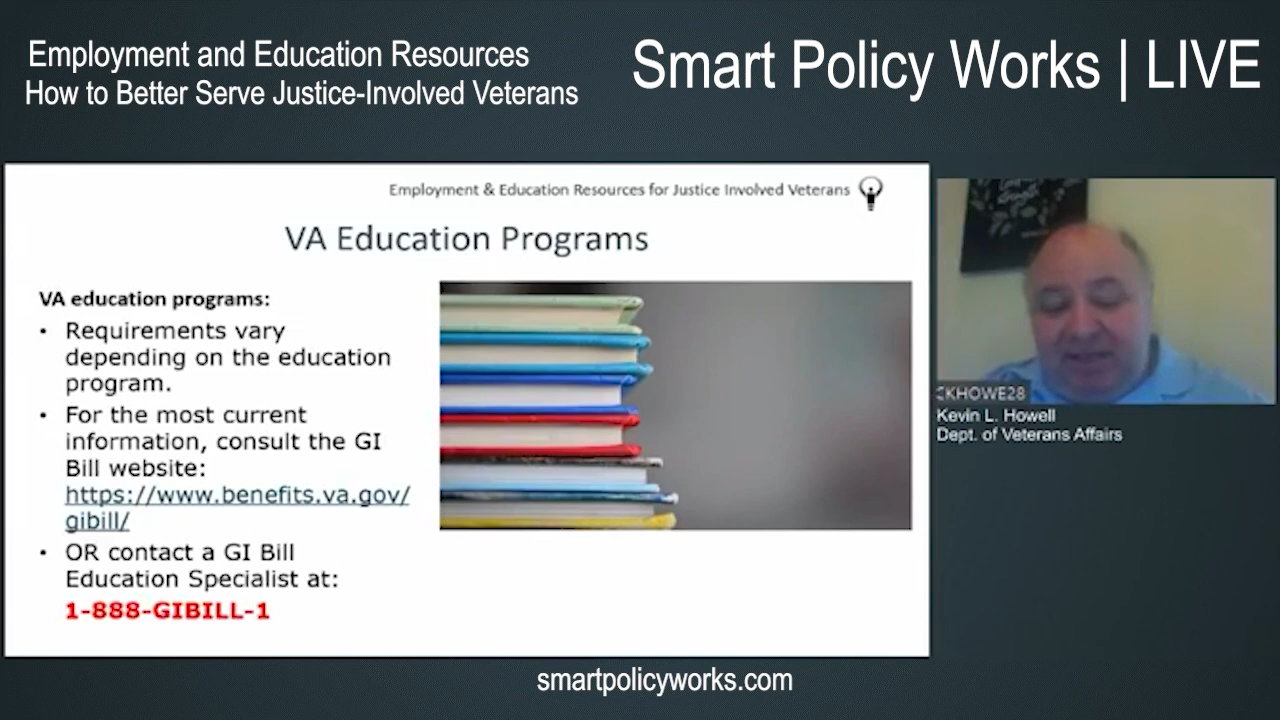 Employment and Education Resources
How to Better Serve Justice-Involved Veterans
Smart Policy Works | LIVE
Employment & Education Resources for Justice Involved Veterans
VA Education Programs
VA education programs:
• Requirements vary
depending on the education
program.
• For the most current
information, consult the GI
Bill website:
https://www.benefits.va.gov/
gibill/
• OR contact a GI Bill
Education Specialist at:
1-888-GIBILL-1
CKHOWE28
Kevin L. Howell
Dept. of Veterans Affairs
smartpolicyworks.com